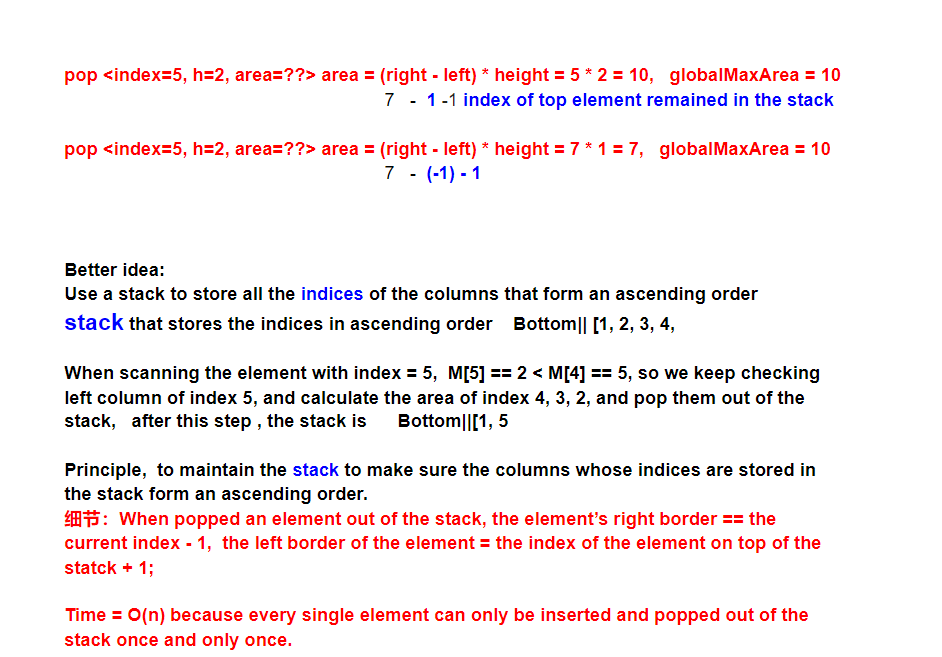 pop <index=5, h=2, area=??> area = (right - left) * height = 5 * 2 = 10,   globalMaxArea = 10
7   -  1 -1 index of top element remained in the stack
pop <index=5, h=2, area=??> area = (right - left) * height = 7 * 1 = 7,   globalMaxArea = 10
7   -  (-1) - 1
Better idea:
Use a stack to store all the indices of the columns that form an ascending order
stack that stores the indices in ascending order    Bottom|| [1, 2, 3, 4,
When scanning the element with index = 5,  M[5] == 2 < M[4] == 5, so we keep checking
left column of index 5, and calculate the area of index 4, 3, 2, and pop them out of the
stack,   after this step , the stack is      Bottom||[1, 5
Principle,  to maintain the stack to make sure the columns whose indices are stored in
the stack form an ascending order.
细节：When popped an element out of the stack, the element’s right border == the
current index - 1,  the left border of the element = the index of the element on top of the
statck + 1;
Time = O(n) because every single element can only be inserted and popped out of the
stack once and only once.